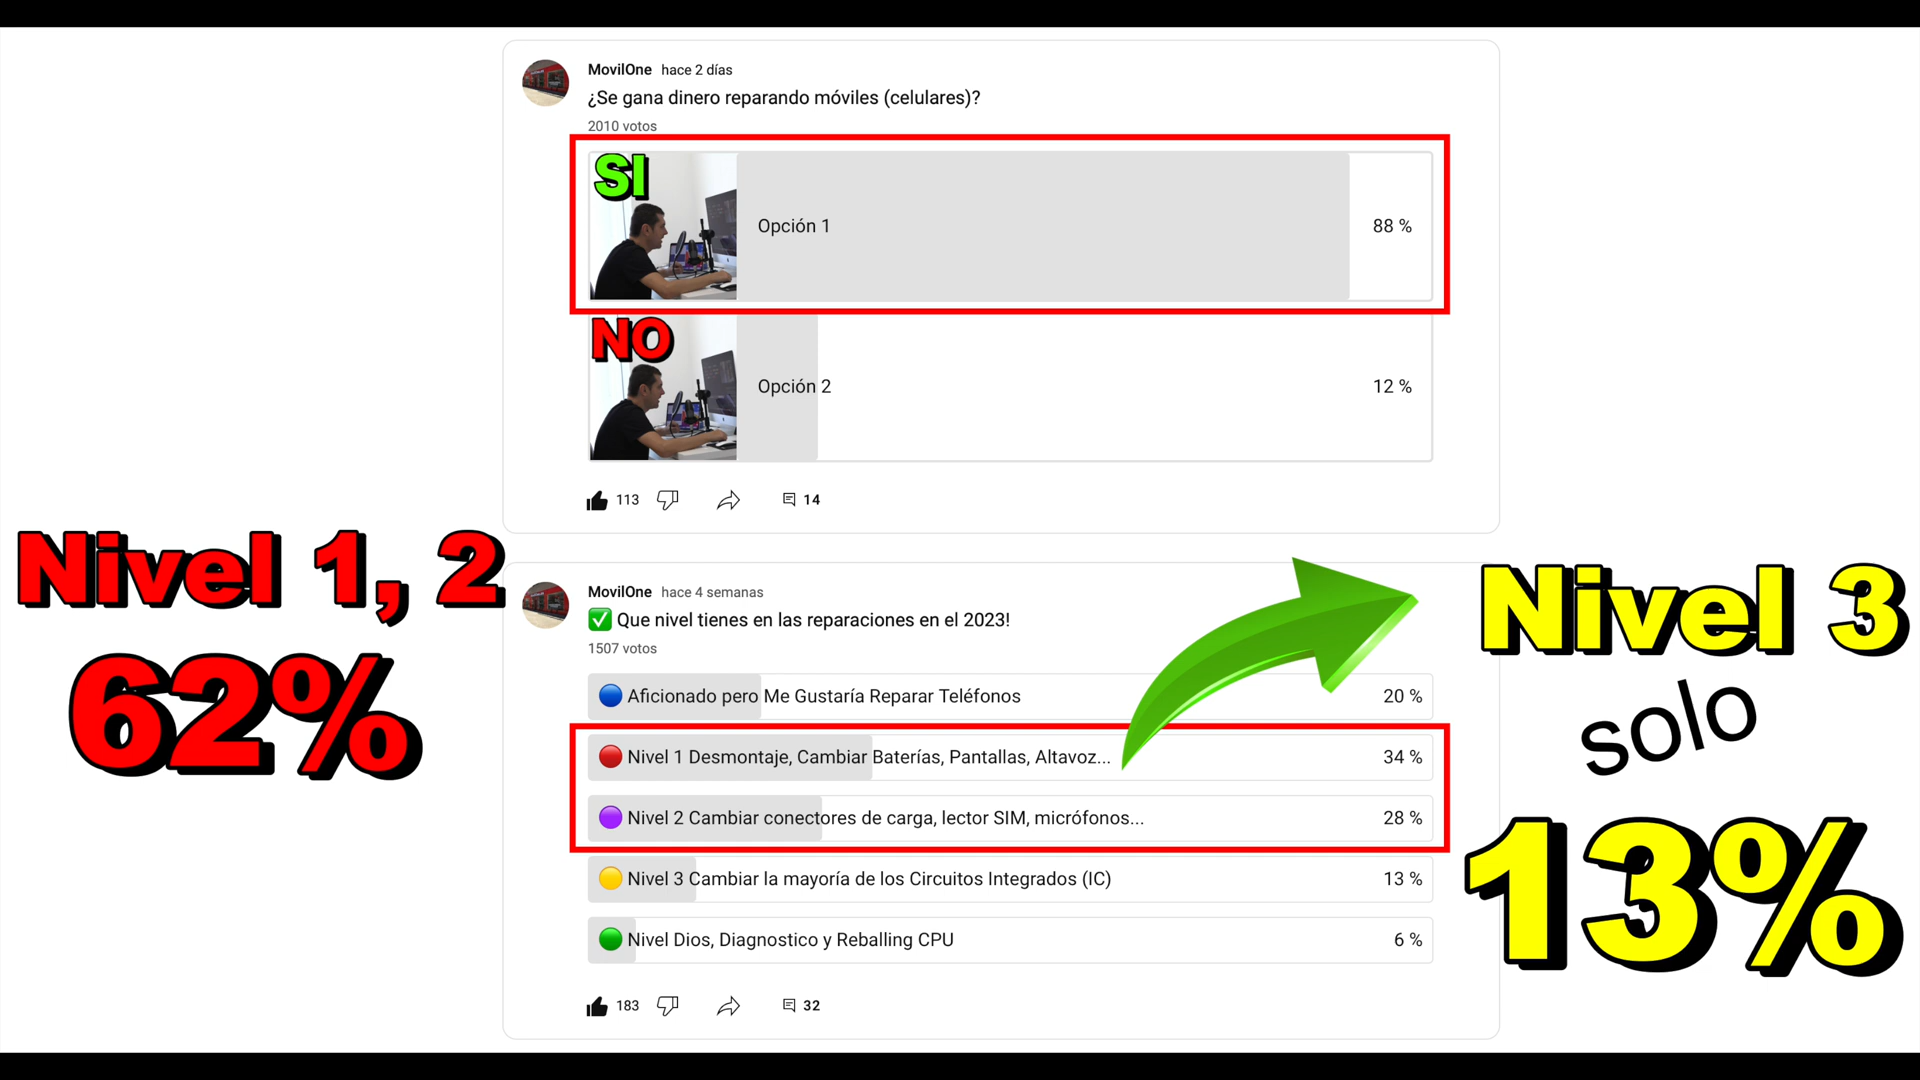 MovilOne hace 2 días
¿Se gana dinero reparando móviles (celulares)?
2010 votos
SI
Opción 1
88 %
NO
Opción 2
12 %
113
14
Nivel 1, 2
62%
MovilOne hace 4 semanas
✅ Que nivel tienes en las reparaciones en el 2023!
1507 votos
🔵 Aficionado pero Me Gustaría Reparar Teléfonos 20 %
🔴 Nivel 1 Desmontaje, Cambiar Baterías, Pantallas, Altavoz... 34 %
🟣 Nivel 2 Cambiar conectores de carga, lector SIM, micrófonos... 28 %
🟡 Nivel 3 Cambiar la mayoría de los Circuitos Integrados (IC) 13 %
🟢 Nivel Dios, Diagnostico y Reballing CPU 6 %
183
32
Nivel 3
solo
13%